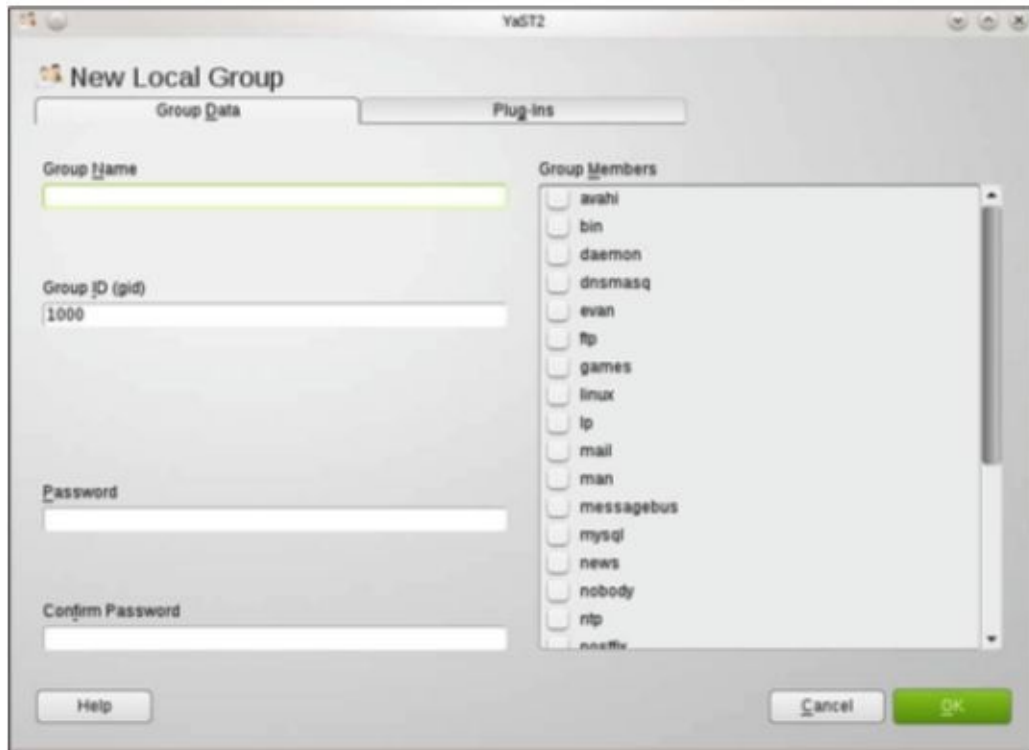 YaST2
New Local Group
Group Data
Plug-Ins
Group Name
Group ID (gid)
1000
Password
Confirm Password
Group Members
avahi
bin
daemon
dnsmasq
evan
ftp
games
linux
lp
mail
man
messagebus
mysql
news
nobody
ntp
postfix
Help
Cancel
OK